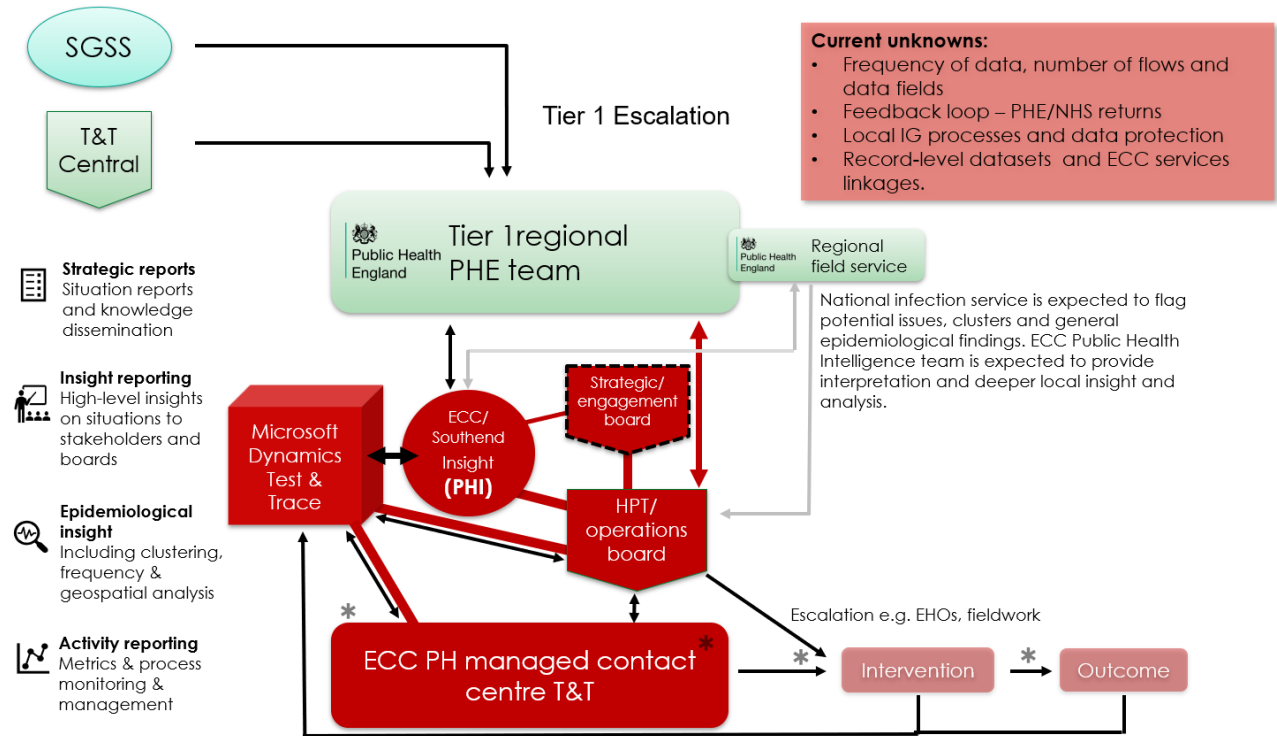 SGSS
T&T
Central
Tier 1 Escalation
Current unknowns:
• Frequency of data, number of flows and
data fields
• Feedback loop – PHE/NHS returns
• Local IG processes and data protection
• Record-level datasets and ECC services
linkages.
Public Health
England
Tier 1regional
PHE team
Public Health
England
Regional
field service
National infection service is expected to flag
potential issues, clusters and general
epidemiological findings. ECC Public Health
Intelligence team is expected to provide
interpretation and deeper local insight and
analysis.
Strategic reports
Situation reports
and knowledge
dissemination
Insight reporting
High-level insights
on situations to
stakeholders and
boards
Epidemiological
insight
Including clustering,
frequency &
geospatial analysis
Activity reporting
Metrics & process
monitoring &
management
Microsoft
Dynamics
Test &
Trace
ECC/
Southend
Insight
(PHI)
Strategic/
engagement
board
HPT/
operations
board
*
ECC PH managed contact *
centre T&T
Escalation e.g. EHOs, fieldwork
*
Intervention
*
Outcome